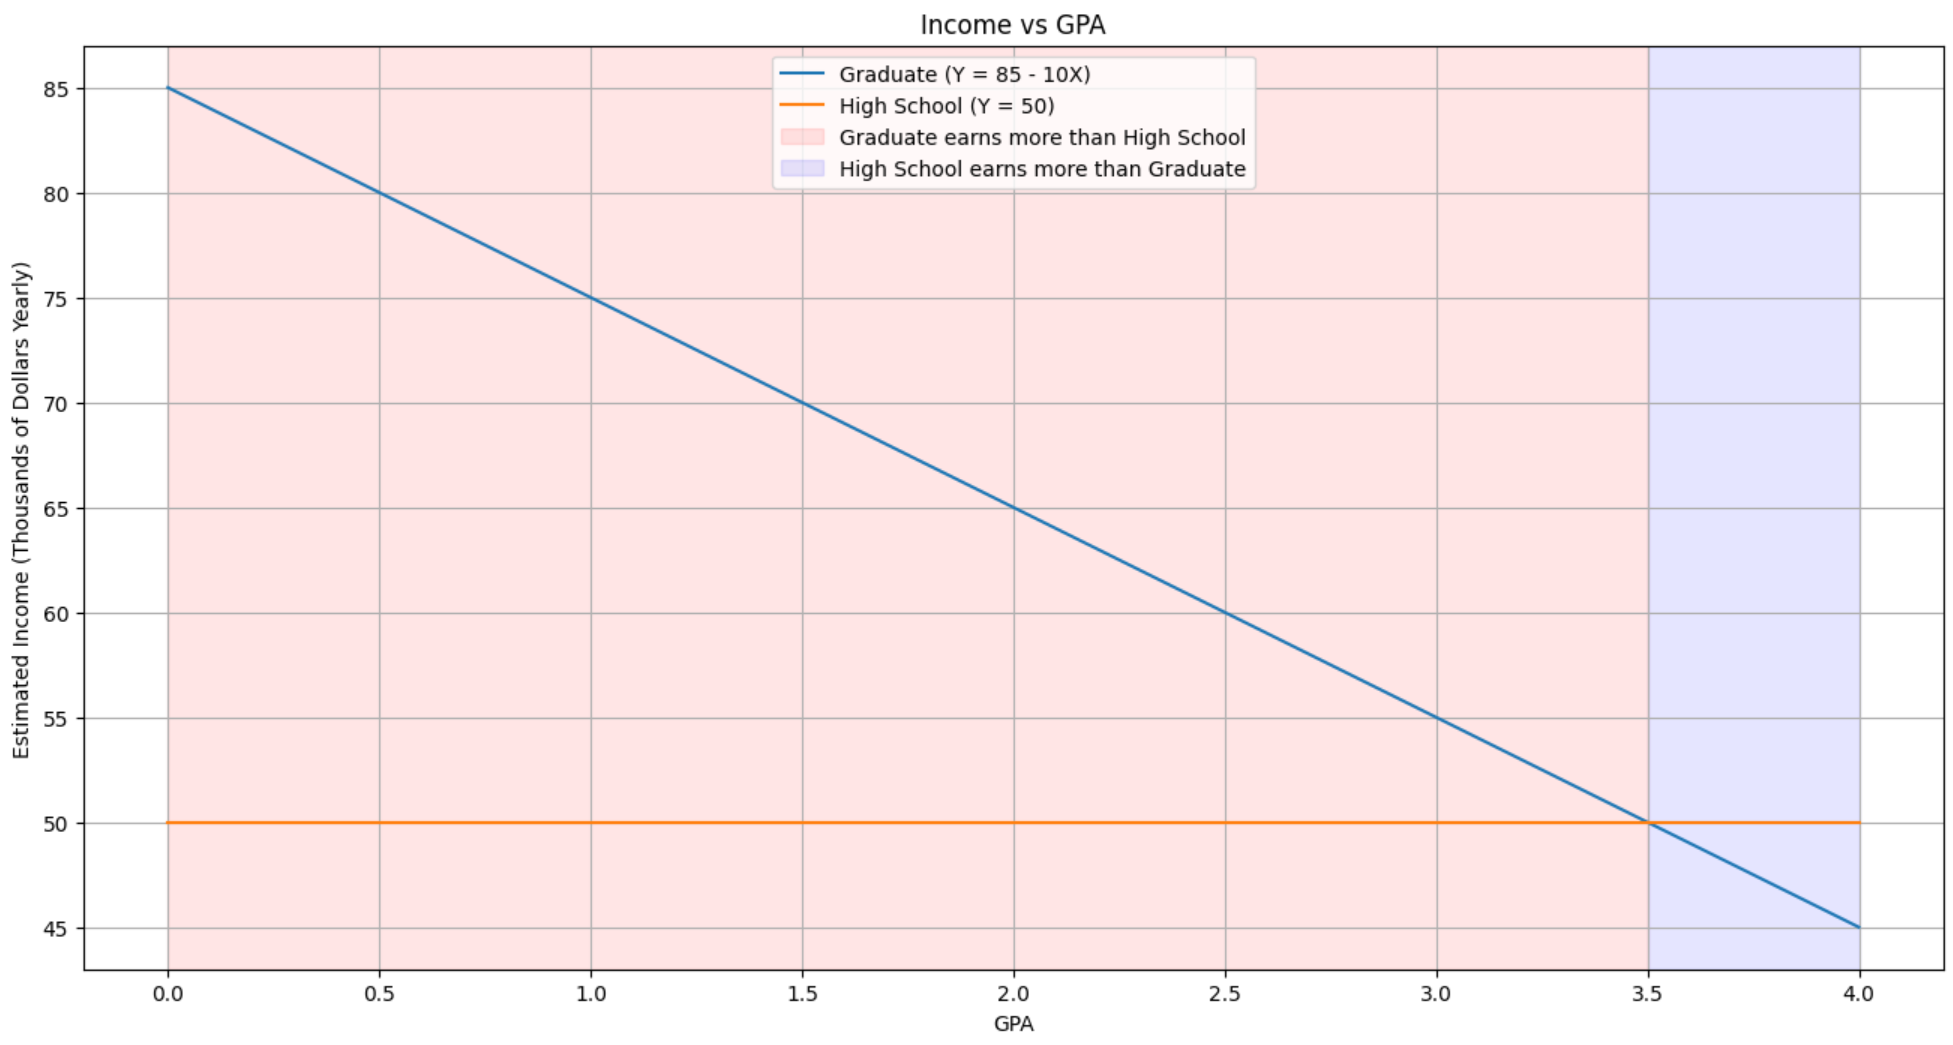 Income vs GPA
Graduate (Y = 85 - 10X)
High School (Y = 50)
Graduate earns more than High School
High School earns more than Graduate
Estimated Income (Thousands of Dollars Yearly)
85
80
75
70
65
60
55
50
45
0.0 0.5 1.0 1.5 2.0 2.5 3.0 3.5 4.0
GPA